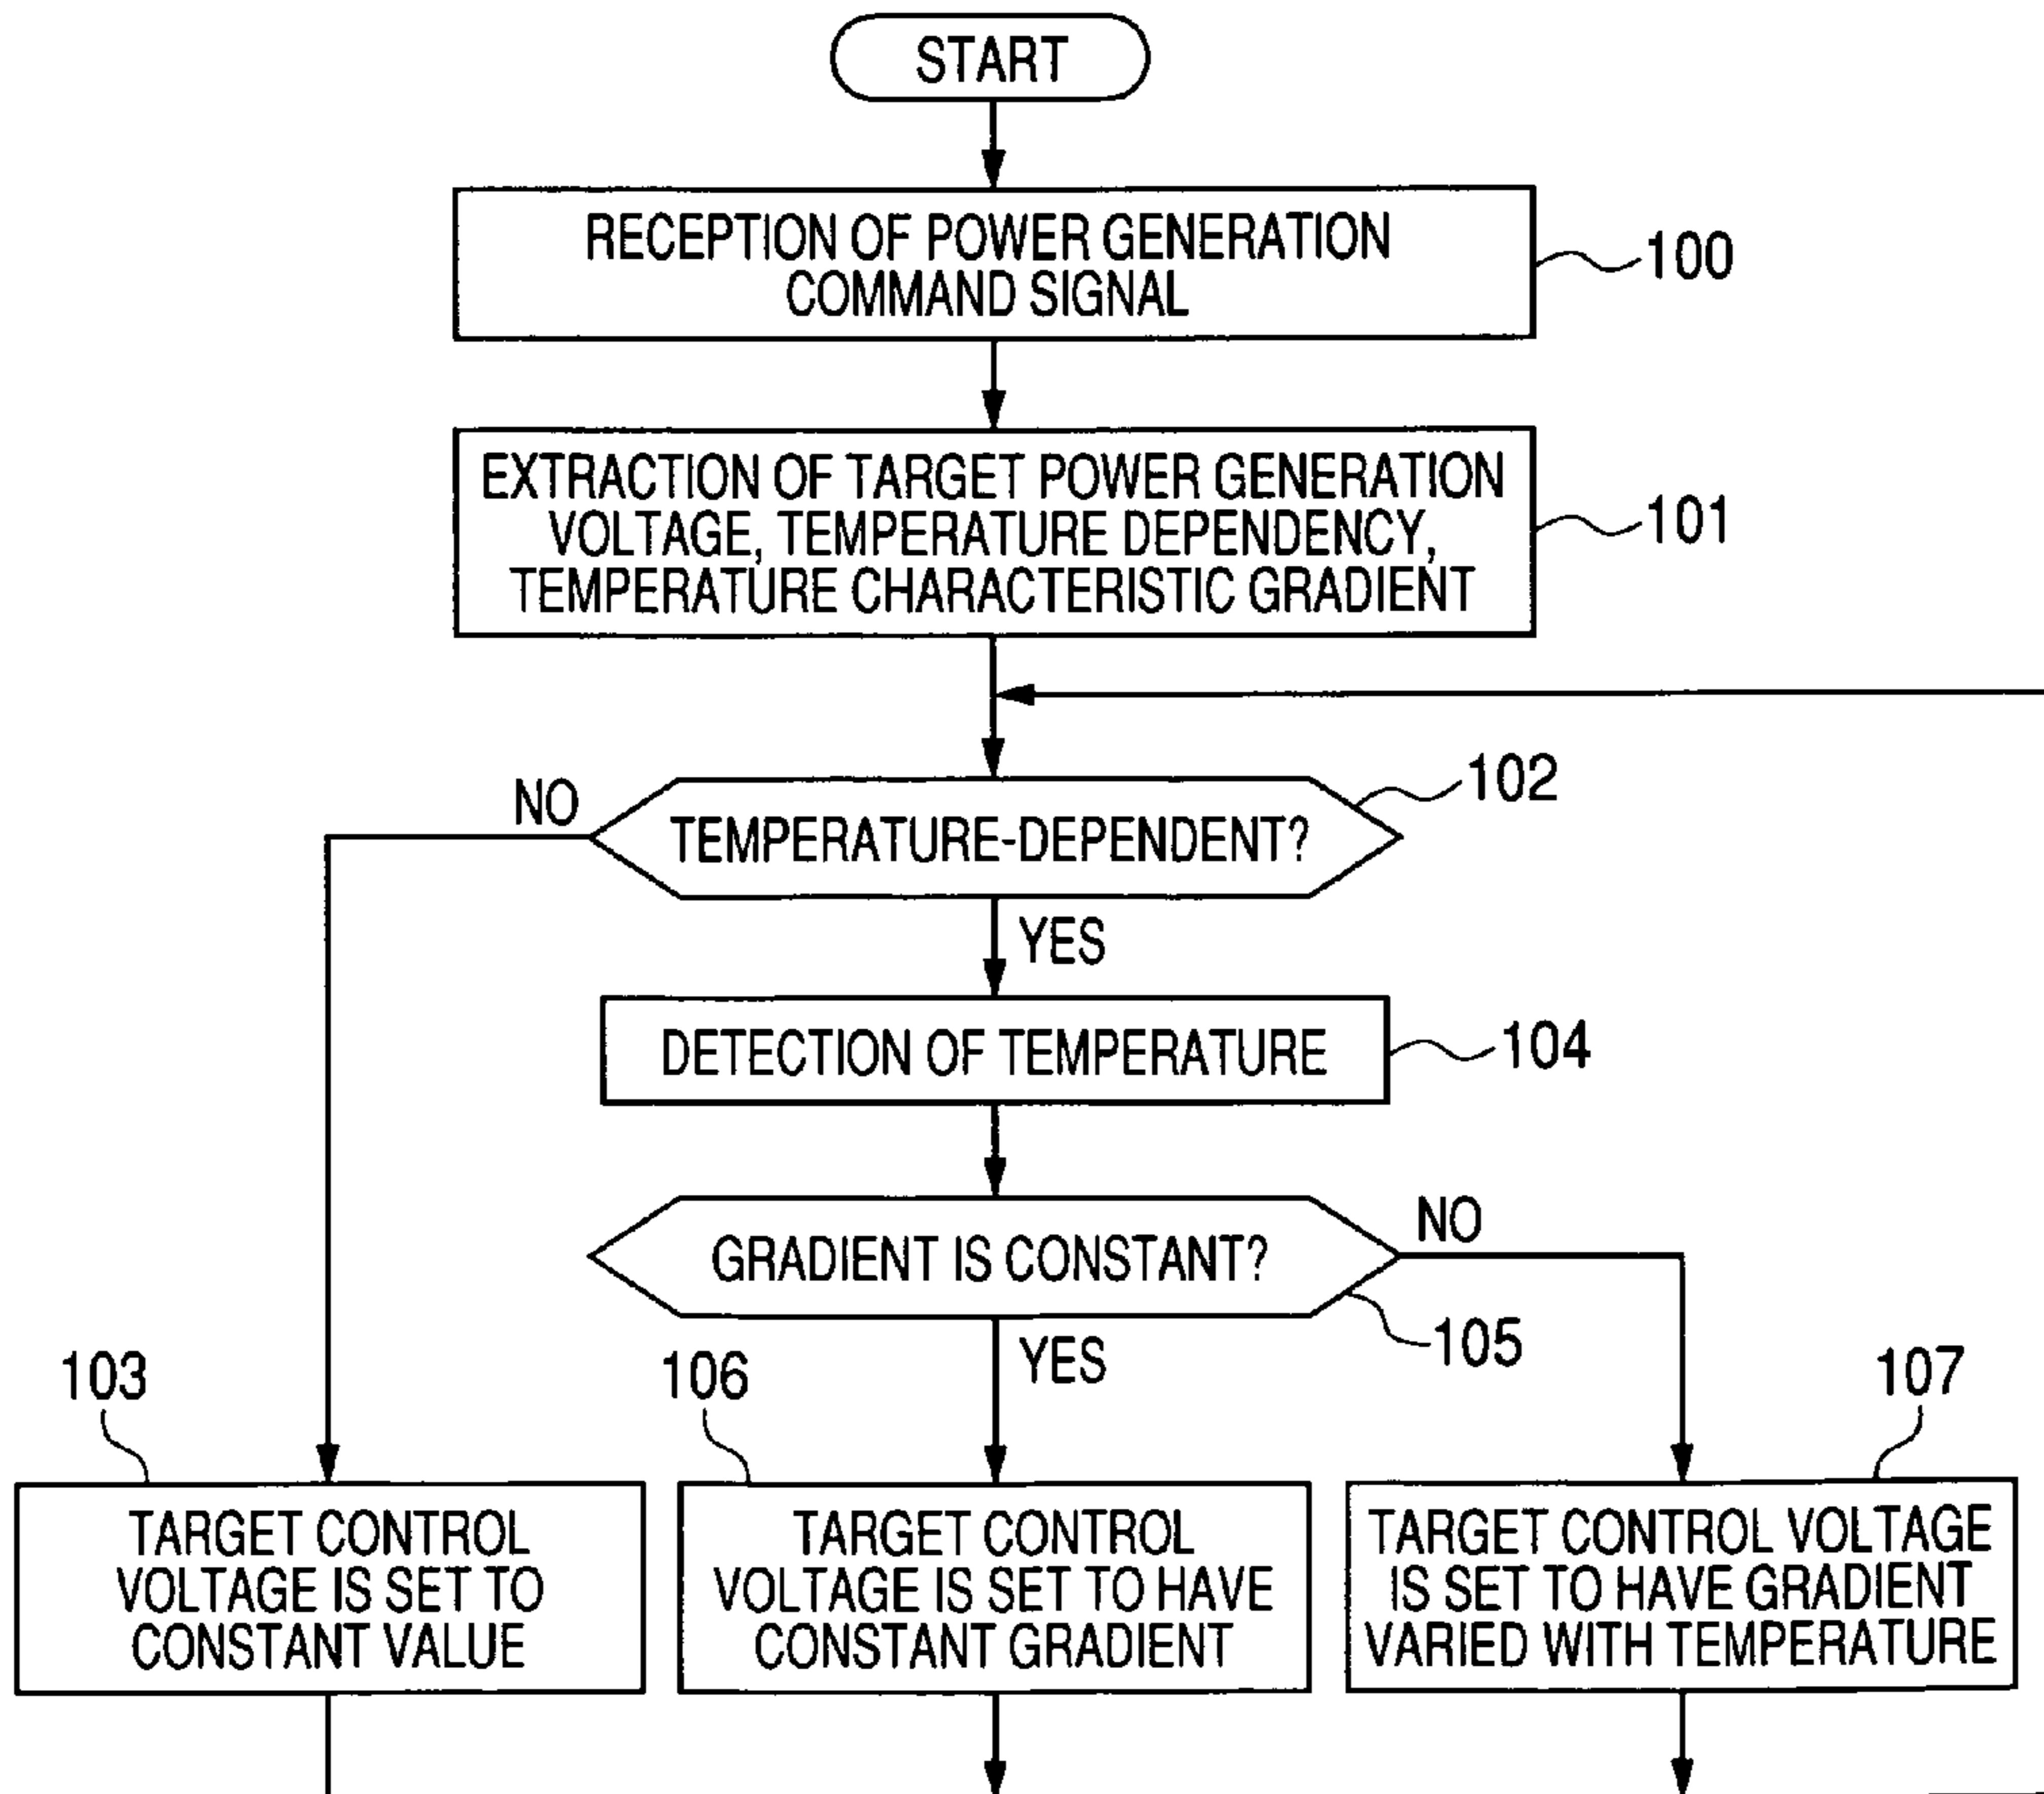 START
RECEPTION OF POWER GENERATION
COMMAND SIGNAL
100
EXTRACTION OF TARGET POWER GENERATION
VOLTAGE, TEMPERATURE DEPENDENCY,
TEMPERATURE CHARACTERISTIC GRADIENT
101
102
NO
TEMPERATURE-DEPENDENT?
YES
DETECTION OF TEMPERATURE
104
NO
GRADIENT IS CONSTANT?
105
YES
103
106
107
TARGET CONTROL
VOLTAGE IS SET TO
CONSTANT VALUE
TARGET CONTROL
VOLTAGE IS SET TO HAVE
CONSTANT GRADIENT
TARGET CONTROL VOLTAGE
IS SET TO HAVE GRADIENT
VARIED WITH TEMPERATURE